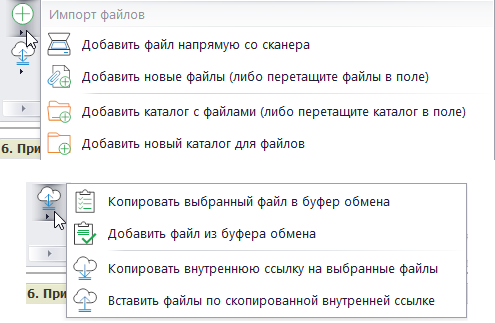 Импорт файлов
Добавить файл напрямую со сканера
Добавить новые файлы (либо перетащите файлы в поле)
Добавить каталог с файлами (либо перетащите каталог в поле)
Добавить новый каталог для файлов
6. При
Копировать выбранный файл в буфер обмена
Добавить файл из буфера обмена
Копировать внутреннюю ссылку на выбранные файлы
Вставить файлы по скопированной внутренней ссылке
6. При